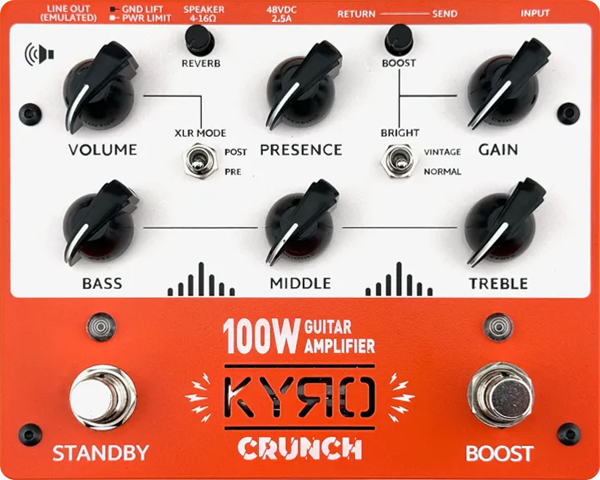 LINE OUT
(EMULATED)
GND LIFT
PWR LIMIT
SPEAKER
4-16Ω
48VDC
2.5A
RETURN
SEND
INPUT
REVERB
BOOST
VOLUME
XLR MODE
POST
PRE
PRESENCE
BRIGHT
VINTAGE
NORMAL
GAIN
BASS
MIDDLE
TREBLE
100W GUITAR
AMPLIFIER
KYЯO
CRUNCH
STANDBY
BOOST